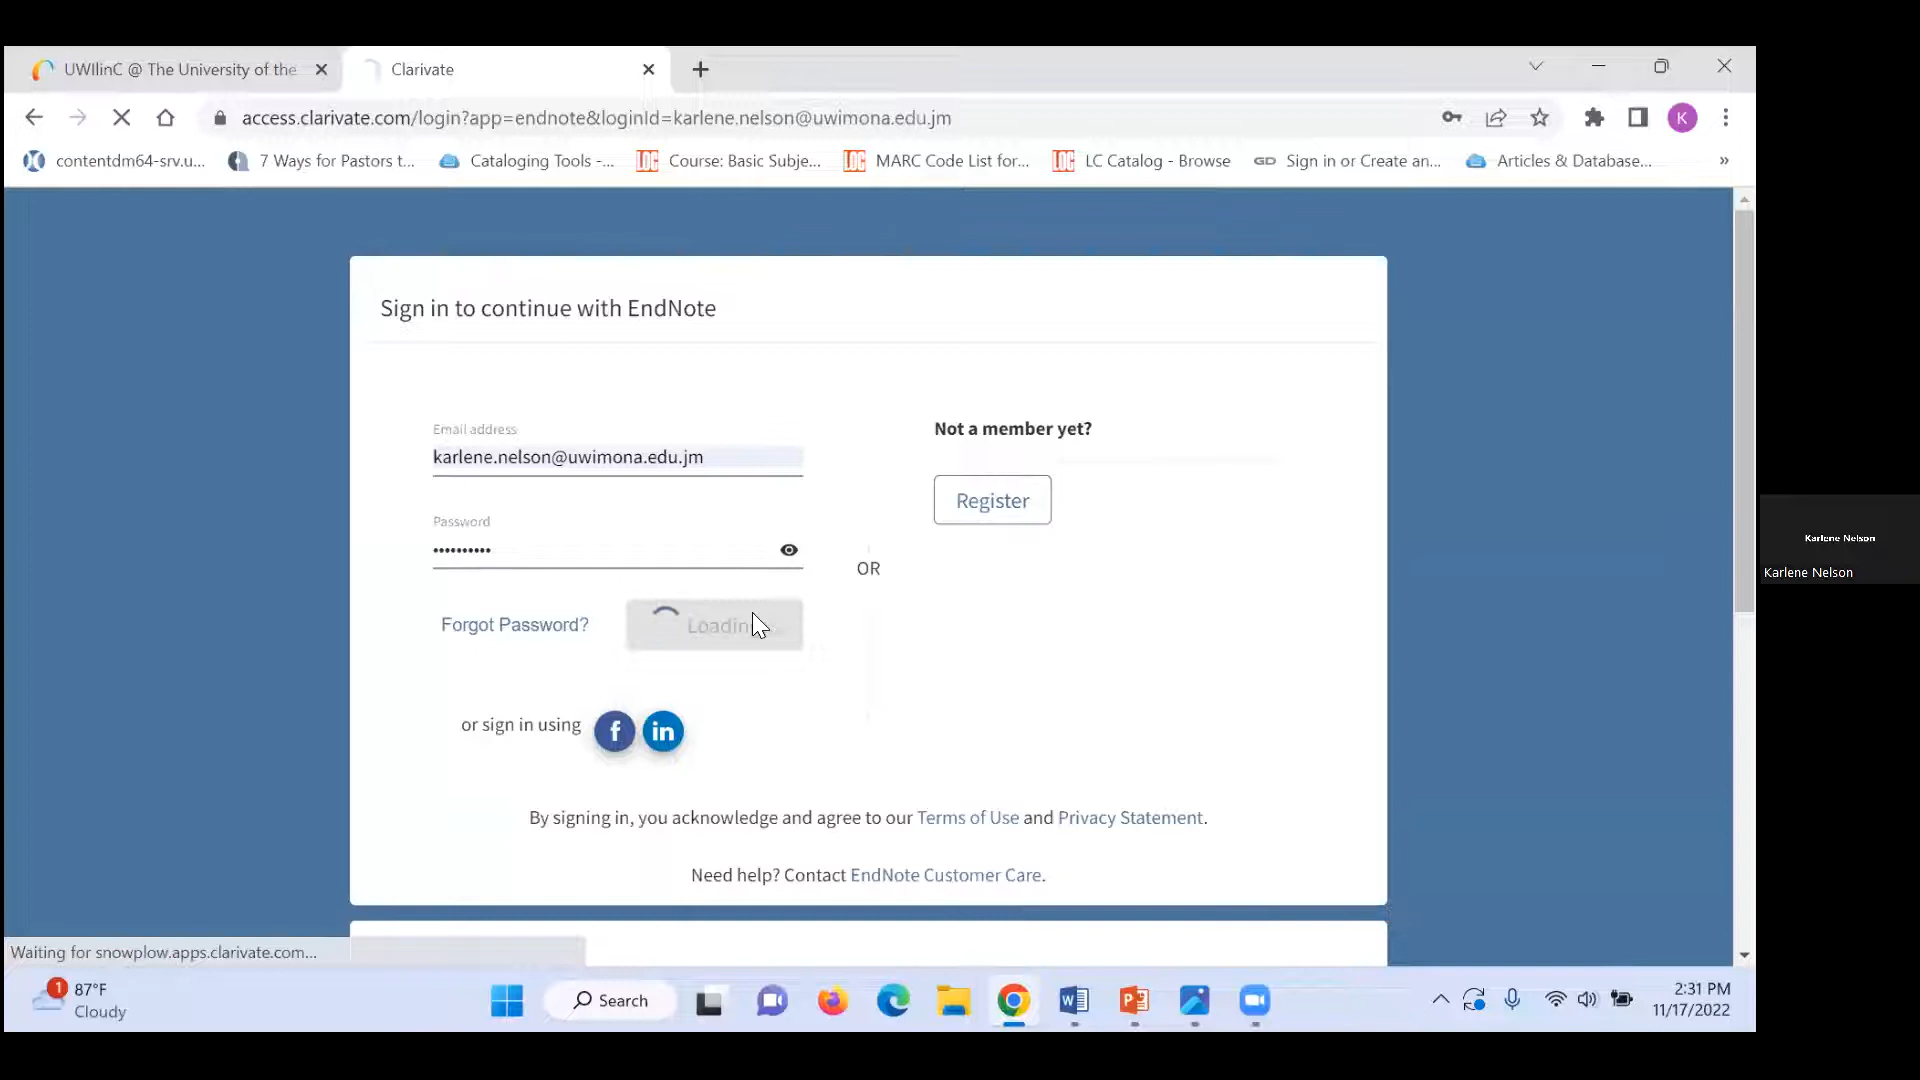 UWIlinC @ The University of the
Clarivate
access.clarivate.com/login?app=endnote&loginId=karlene.nelson@uwimona.edu.jm
K
contentdm64-srv.u...
7 Ways for Pastors t...
Cataloging Tools -...
Course: Basic Subje...
MARC Code List for...
LC Catalog - Browse
Sign in or Create an...
Articles & Database...
»
Sign in to continue with EndNote
Email address
karlene.nelson@uwimona.edu.jm
Password
Not a member yet?
Register
OR
Forgot Password?
or sign in using
f
in
By signing in, you acknowledge and agree to our Terms of Use and Privacy Statement.
Need help? Contact EndNote Customer Care.
Waiting for snowplow.apps.clarivate.com...
Karlene Nelson
Karlene Nelson
1
87°F
Cloudy
Search
2:31 PM
11/17/2022